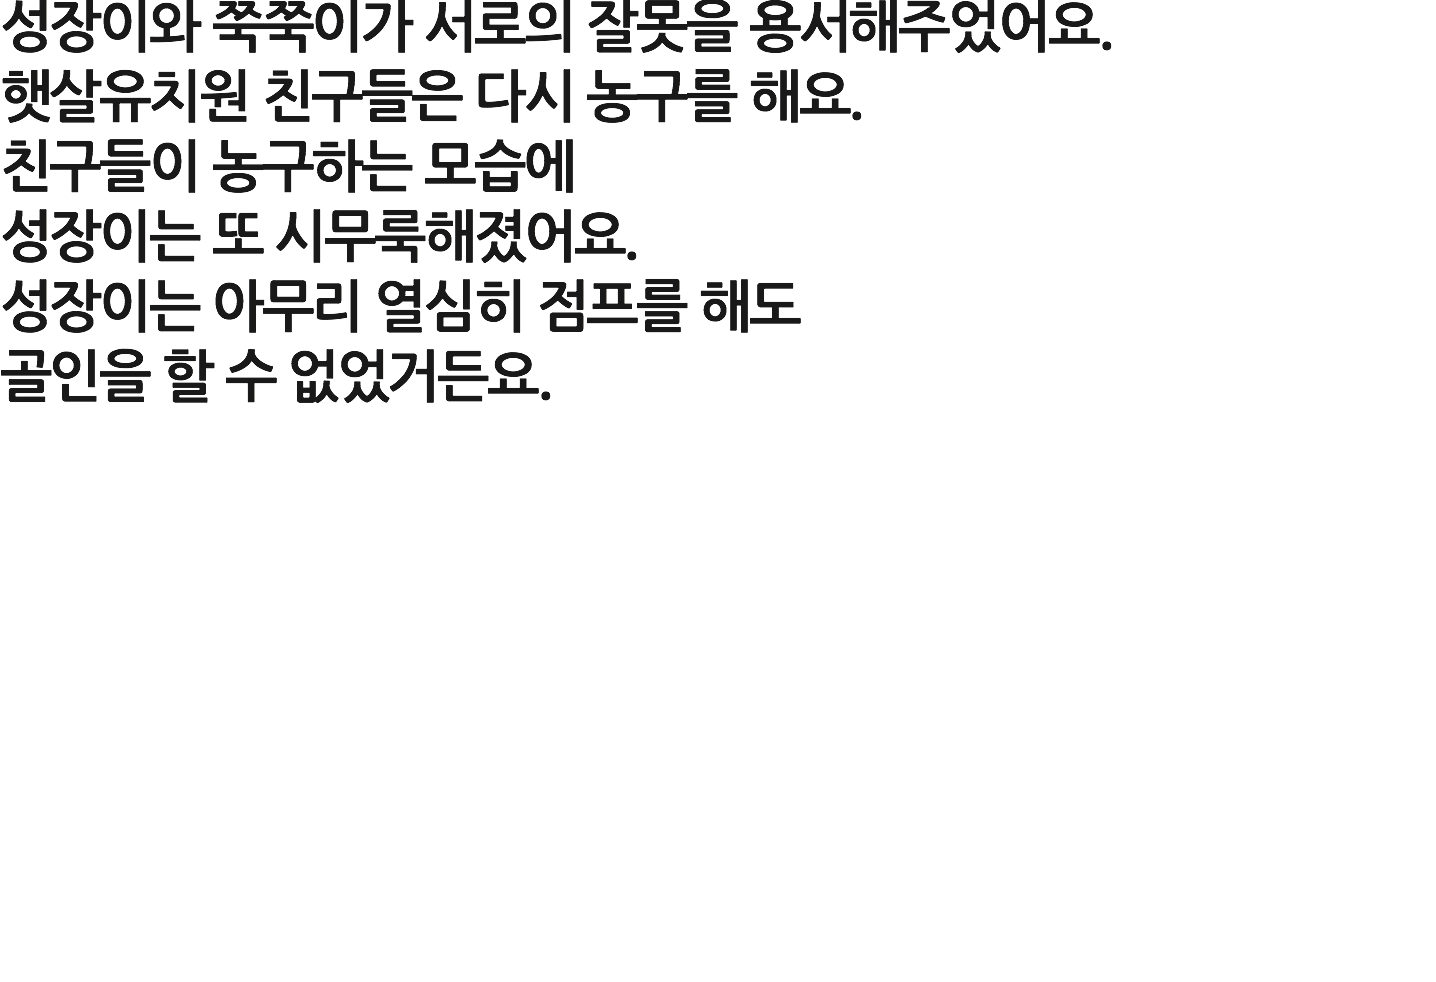 성장이와 쭉쭉이가 서로의 잘못을 용서해주었어요.
햇살유치원 친구들은 다시 농구를 해요.
친구들이 농구하는 모습에
성장이는 또 시무룩해졌어요.
성장이는 아무리 열심히 점프를 해도
골인을 할 수 없었거든요.